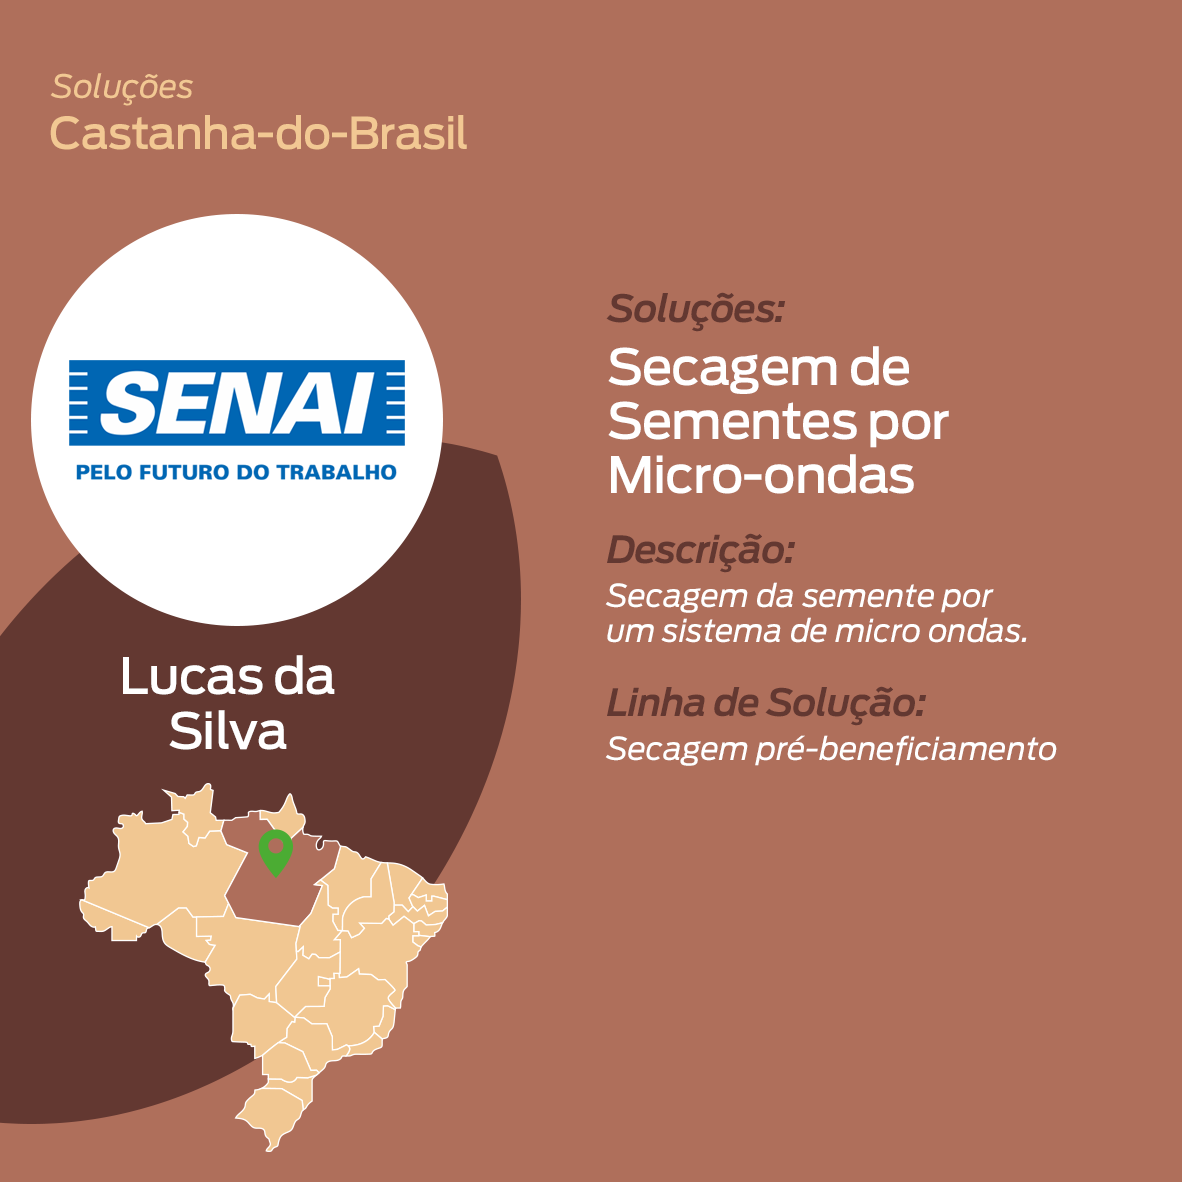 Soluções
Castanha-do-Brasil
SENAI
PELO FUTURO DO TRABALHO
Lucas da
Silva
Soluções:
Secagem de
Sementes por
Micro-ondas
Descrição:
Secagem da semente por
um sistema de micro ondas.
Linha de Solução:
Secagem pré-beneficiamento